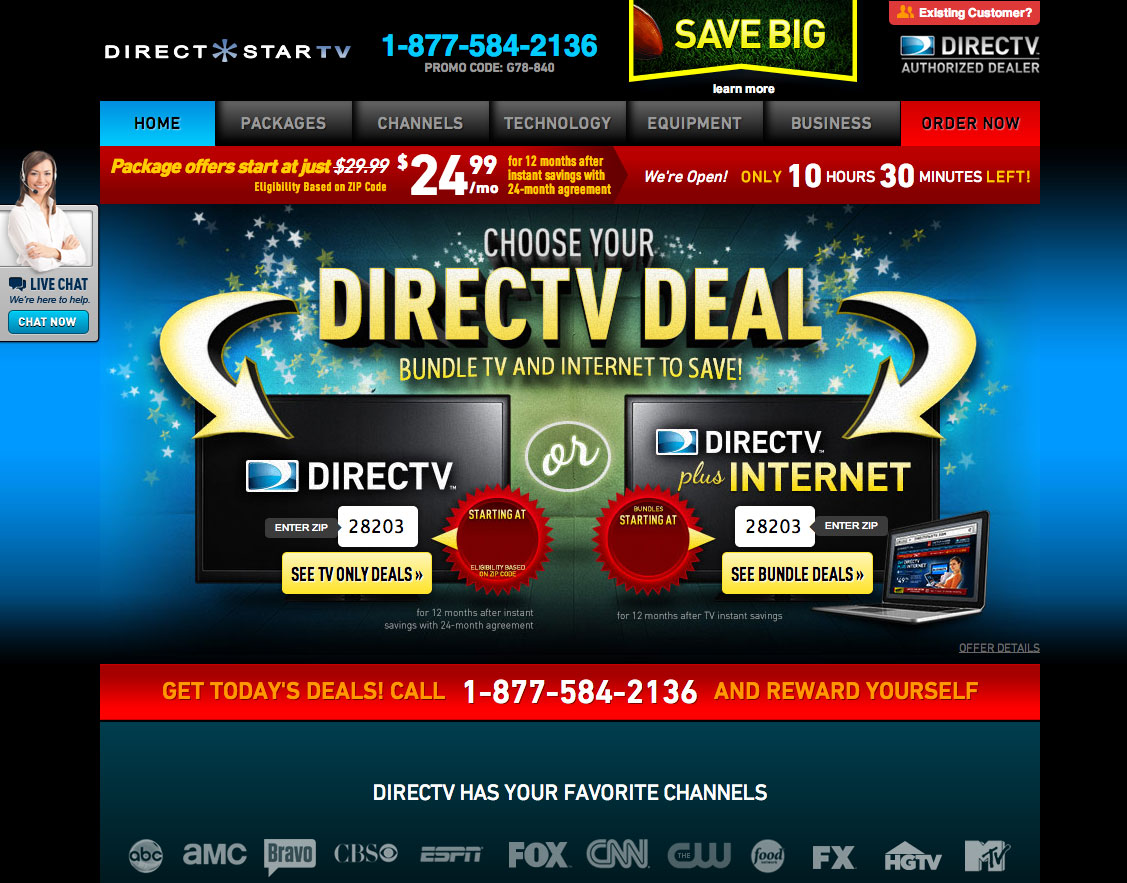 DIRECT STAR TV
1-877-584-2136
PROMO CODE: G78-840
SAVE BIG
learn more
Existing Customer?
DIRECTV
AUTHORIZED DEALER
HOME
PACKAGES
CHANNELS
TECHNOLOGY
EQUIPMENT
BUSINESS
ORDER NOW
Package offers start at just $29.99
Eligibility Based on ZIP Code
$24.99/mo
for 12 months after
instant savings with
24-month agreement
We're Open! ONLY 10 HOURS 30 MINUTES LEFT!
LIVE CHAT
We're here to help.
CHAT NOW
CHOOSE YOUR
DIRECTV DEAL
BUNDLE TV AND INTERNET TO SAVE!
DIRECTV
ENTER ZIP 28203
SEE TV ONLY DEALS »
STARTING AT
ELIGIBILITY BASED
ON ZIP CODE
for 12 months after instant
savings with 24-month agreement
or
DIRECTV
plus INTERNET
BUNDLES
STARTING AT
28203 ENTER ZIP
SEE BUNDLE DEALS »
for 12 months after TV instant savings
OFFER DETAILS
GET TODAY'S DEALS! CALL 1-877-584-2136 AND REWARD YOURSELF
DIRECTV HAS YOUR FAVORITE CHANNELS
abc AMC Bravo CBS ESPN FOX CNN THE CW food FX HGTV MTV